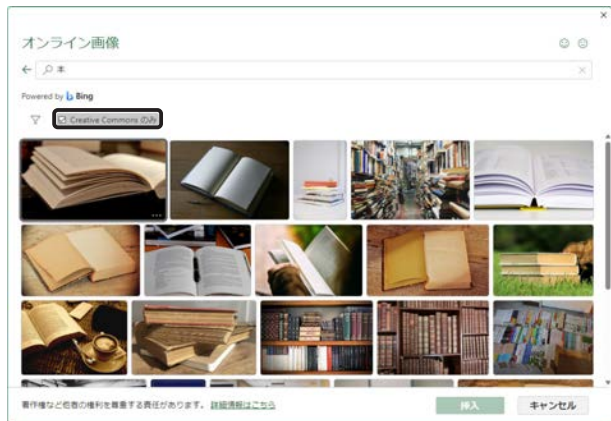 オンライン画像
本
Powered by Bing
Creative Commons のみ
著作権など他者の権利を尊重する責任があります。 詳細情報はこちら
挿入 キャンセル